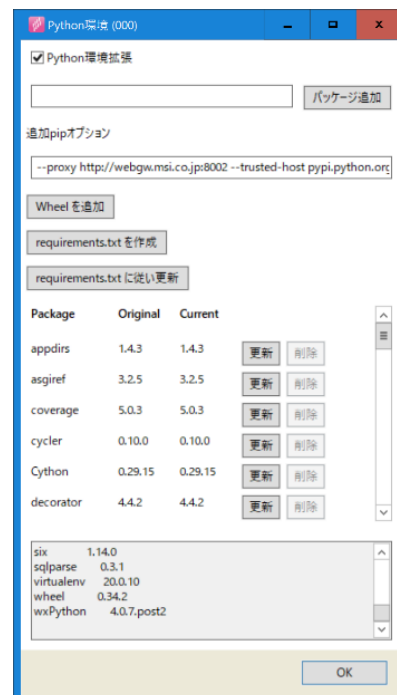 Python環境 (000)
Python環境拡張
パッケージ追加
追加pipオプション
--proxy http://webgw.msi.co.jp:8002 --trusted-host pypi.python.org
Wheel を追加
requirements.txt を作成
requirements.txt に従い更新
Package Original Current
appdirs 1.4.3 1.4.3 更新 削除
asgiref 3.2.5 3.2.5 更新 削除
coverage 5.0.3 5.0.3 更新 削除
cycler 0.10.0 0.10.0 更新 削除
Cython 0.29.15 0.29.15 更新 削除
decorator 4.4.2 4.4.2 更新 削除
six 1.14.0
sqlparse 0.3.1
virtualenv 20.0.10
wheel 0.34.2
wxPython 4.0.7.post2
OK